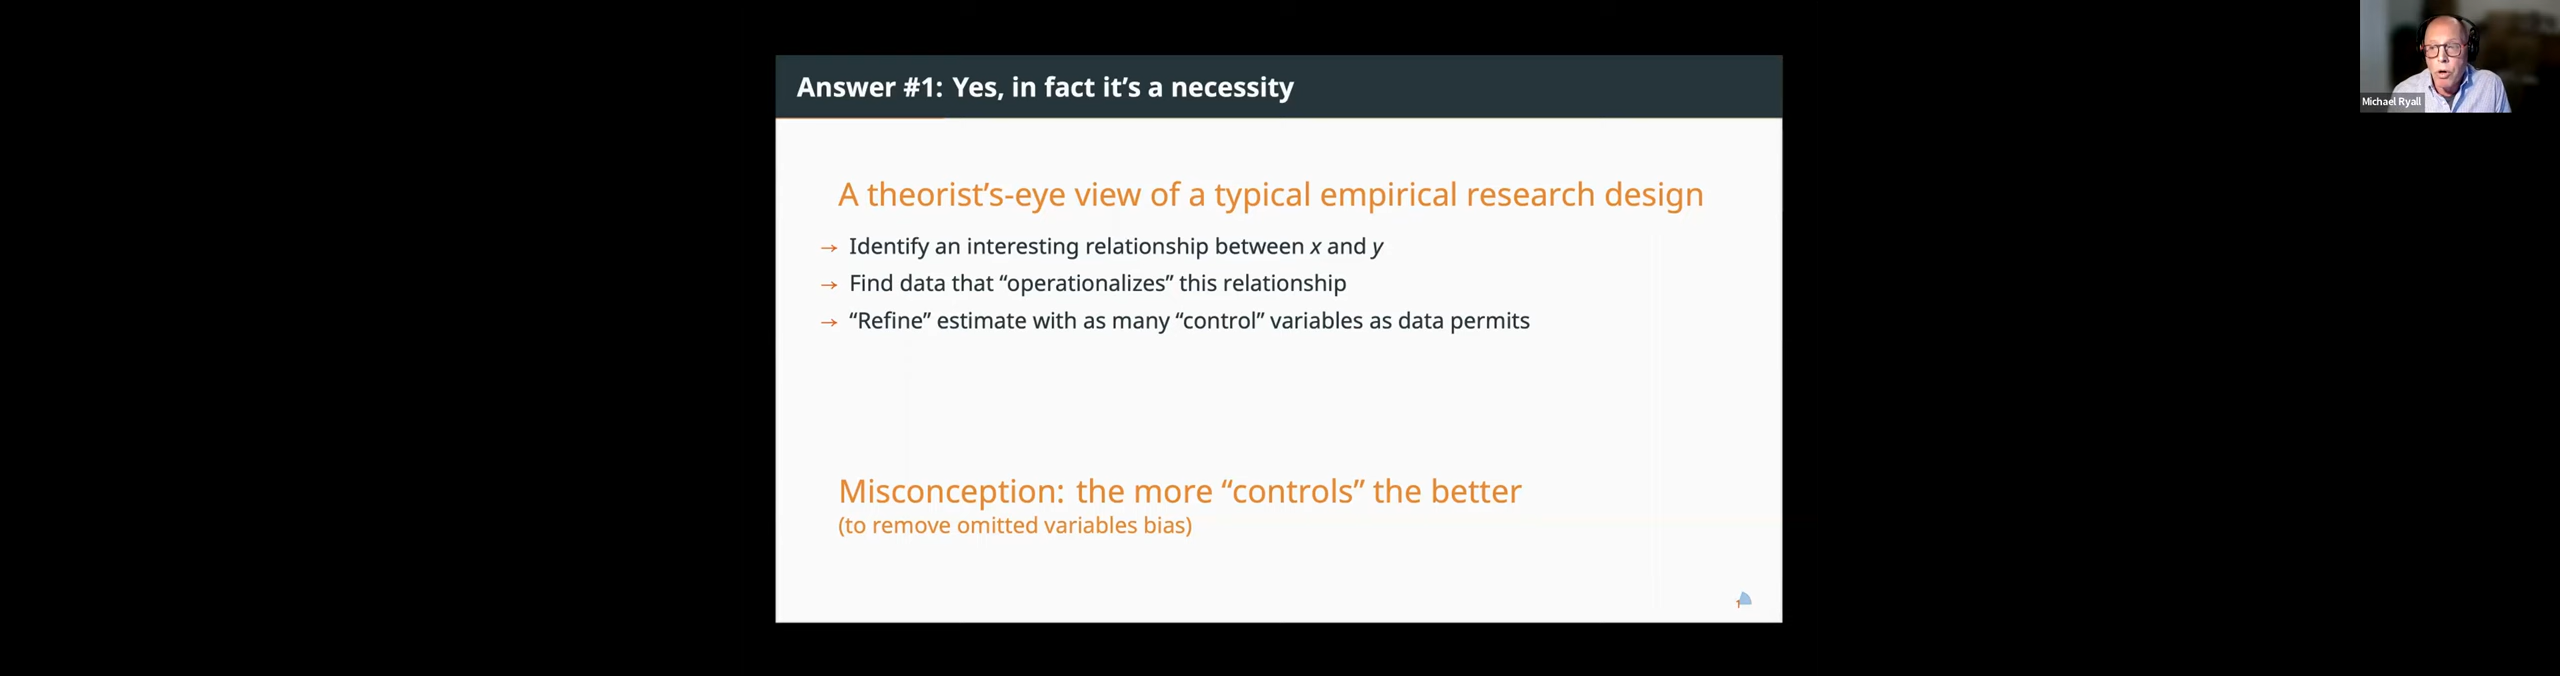 Answer #1: Yes, in fact it's a necessity
Michael Ryall
A theorist's-eye view of a typical empirical research design
→ Identify an interesting relationship between x and y
→ Find data that “operationalizes” this relationship
→ “Refine” estimate with as many “control” variables as data permits
Misconception: the more “controls” the better
(to remove omitted variables bias)